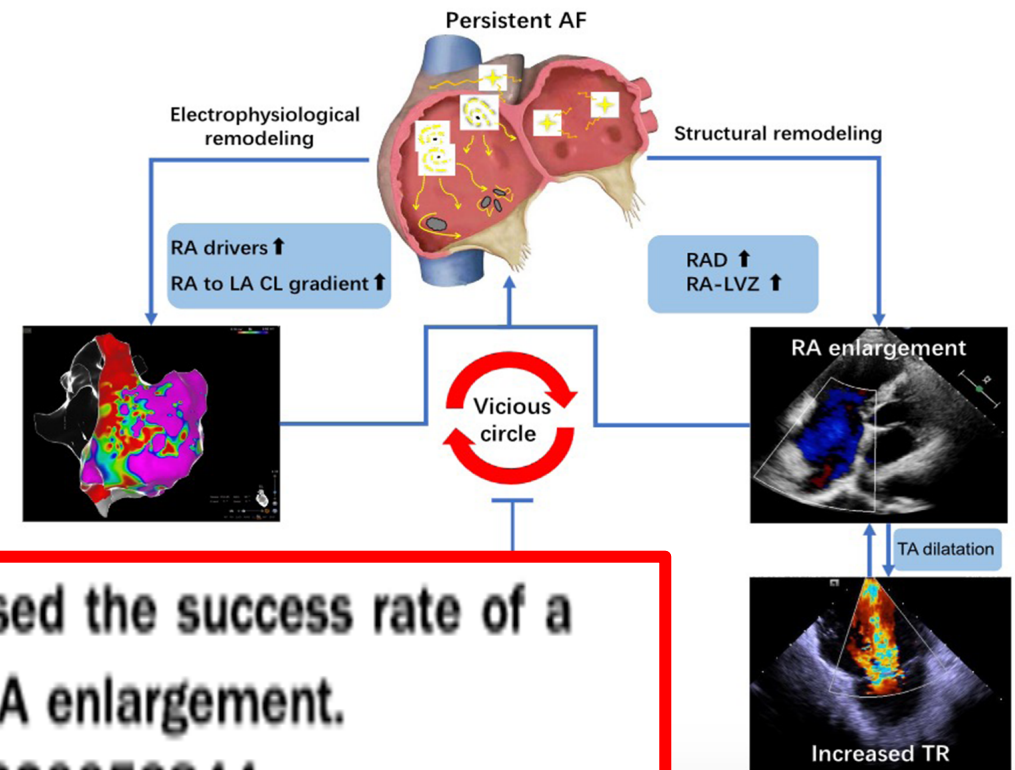 Persistent AF
Electrophysiological
remodeling
Structural remodeling
RA drivers⬆
RA to LA CL gradient⬆
RAD ⬆
RA-LVZ ⬆
RA enlargement
Vicious
circle
TA dilatation
Increased TR
the success rate of a
enlargement.